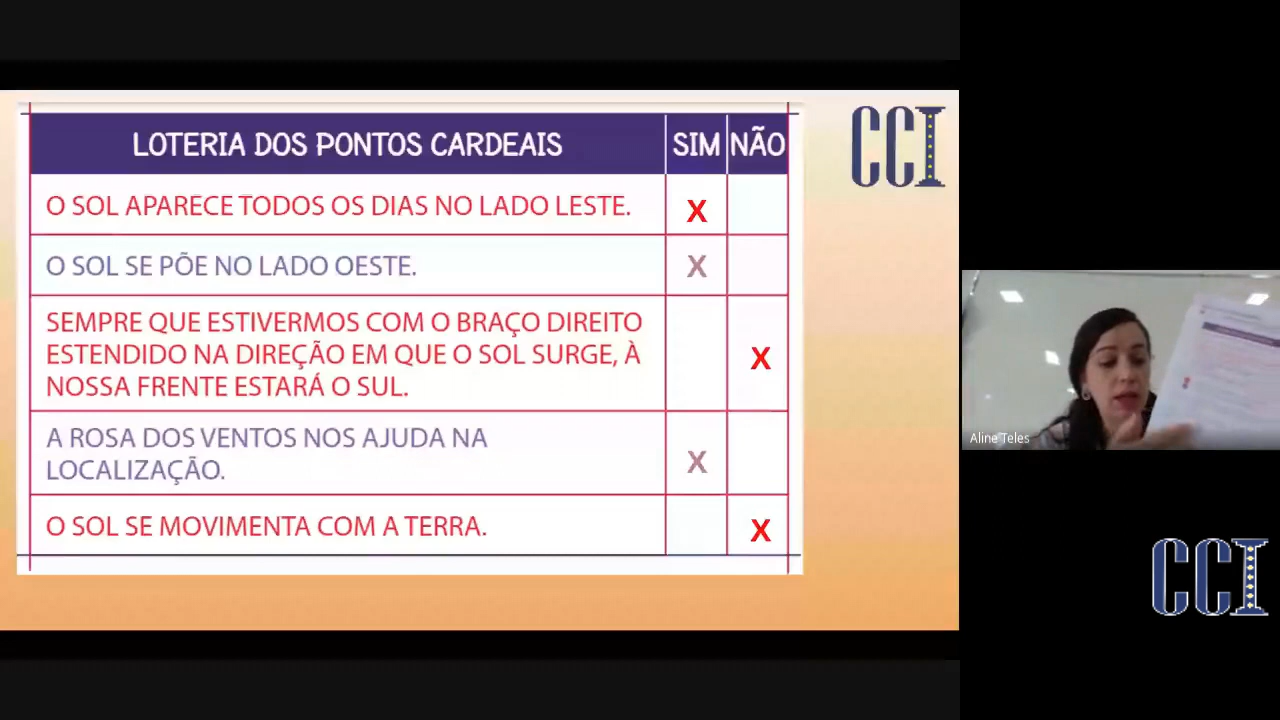 LOTERIA DOS PONTOS CARDEAIS SIM NÃO
O SOL APARECE TODOS OS DIAS NO LADO LESTE. X
O SOL SE PÕE NO LADO OESTE. X
SEMPRE QUE ESTIVERMOS COM O BRAÇO DIREITO
ESTENDIDO NA DIREÇÃO EM QUE O SOL SURGE, À
NOSSA FRENTE ESTARÁ O SUL. X
A ROSA DOS VENTOS NOS AJUDA NA
LOCALIZAÇÃO. X
O SOL SE MOVIMENTA COM A TERRA. X
CCI
Aline Teles
CCI